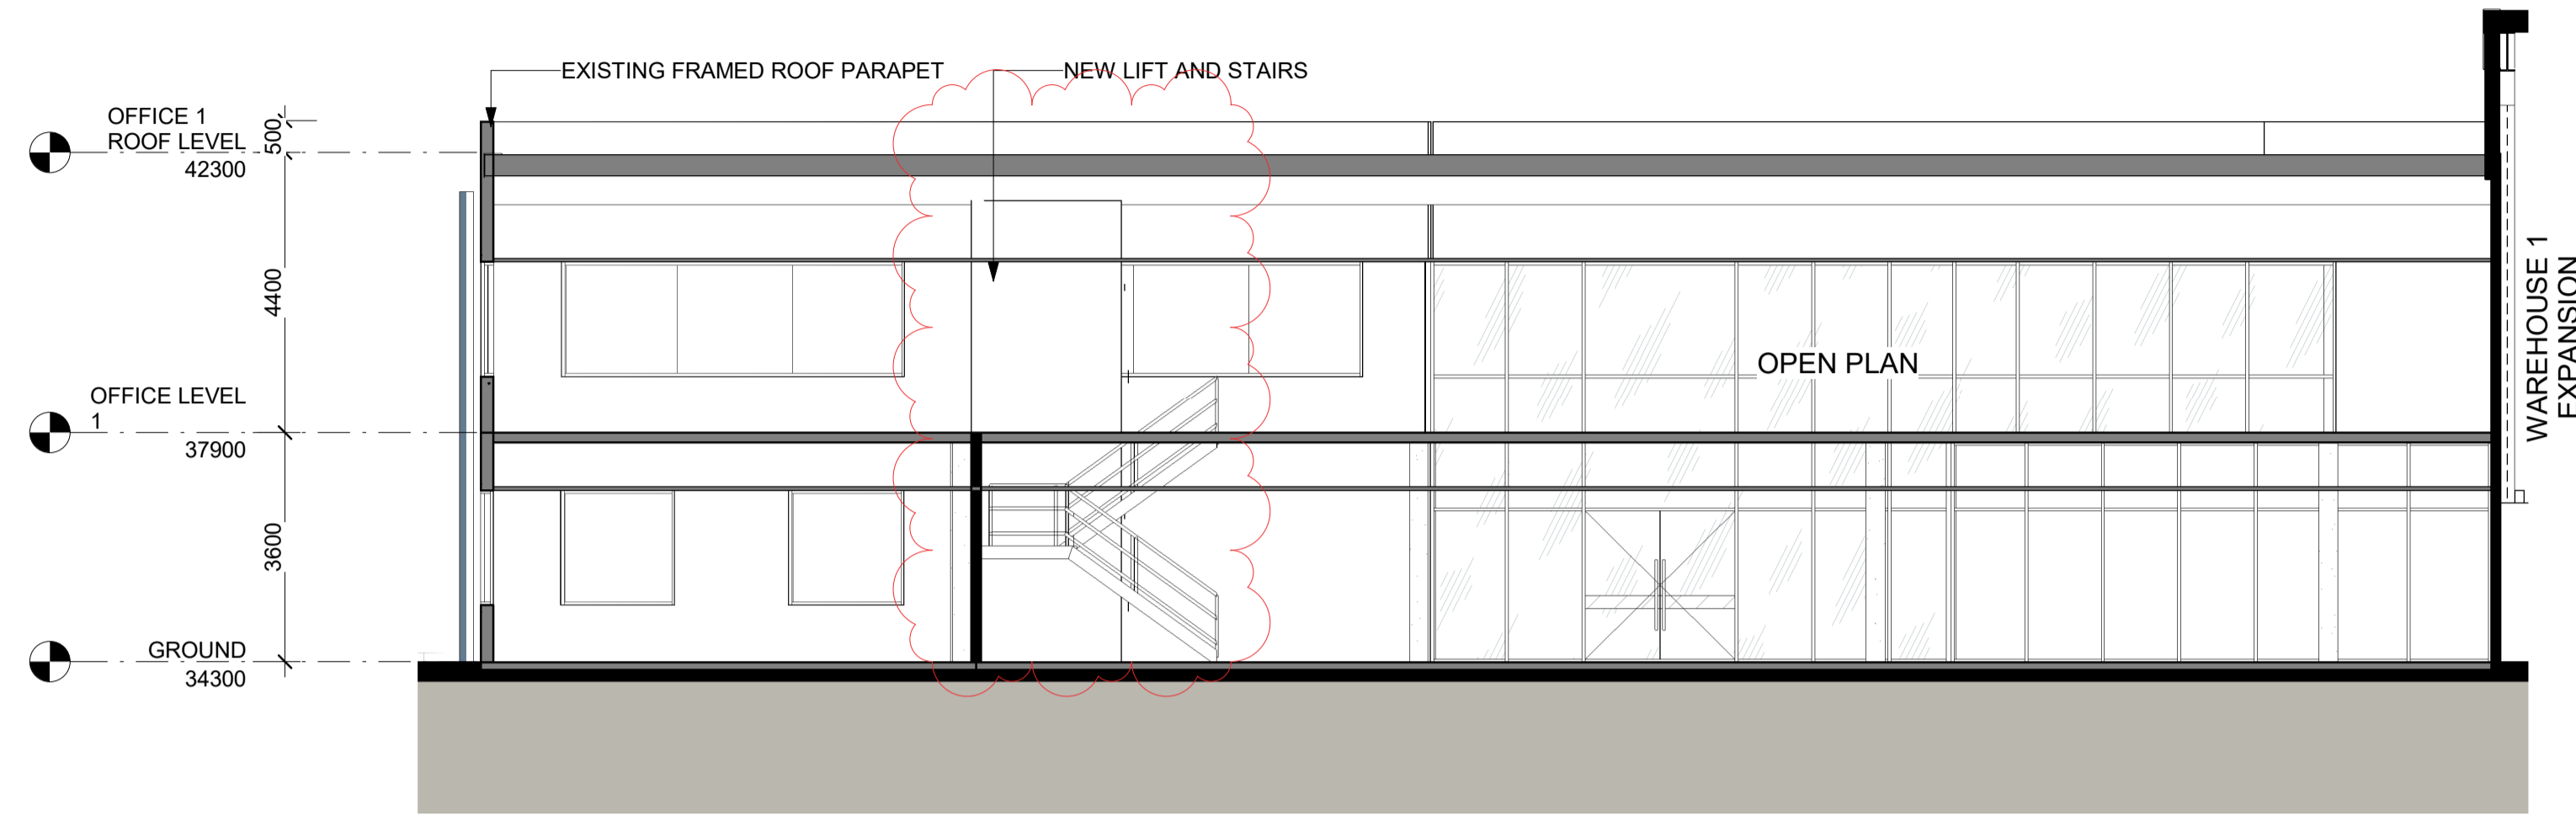 EXISTING FRAMED ROOF PARAPET
NEW LIFT AND STAIRS
OFFICE 1
ROOF LEVEL
42300
500
4400
OFFICE LEVEL
1
37900
3600
GROUND
34300
OPEN PLAN
WAREHOUSE 1
EXPANSION